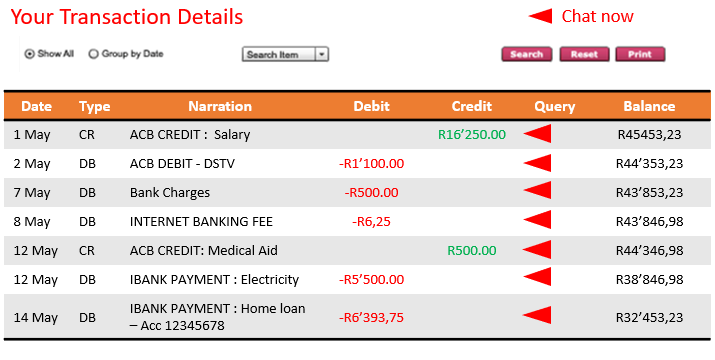 Your Transaction Details Chat now
Show All Group by Date Search Item Search Reset Print
Date Type Narration Debit Credit Query Balance
1 May CR ACB CREDIT : Salary R16’250.00 R45453,23
2 May DB ACB DEBIT - DSTV -R1’100.00 R44’353,23
7 May DB Bank Charges -R500.00 R43’853,23
8 May DB INTERNET BANKING FEE -R6,25 R43’846,98
12 May CR ACB CREDIT: Medical Aid R500.00 R44’346,98
12 May DB IBANK PAYMENT : Electricity -R5’500.00 R38’846,98
14 May DB IBANK PAYMENT : Home loan -R6’393,75 R32’453,23
– Acc 12345678